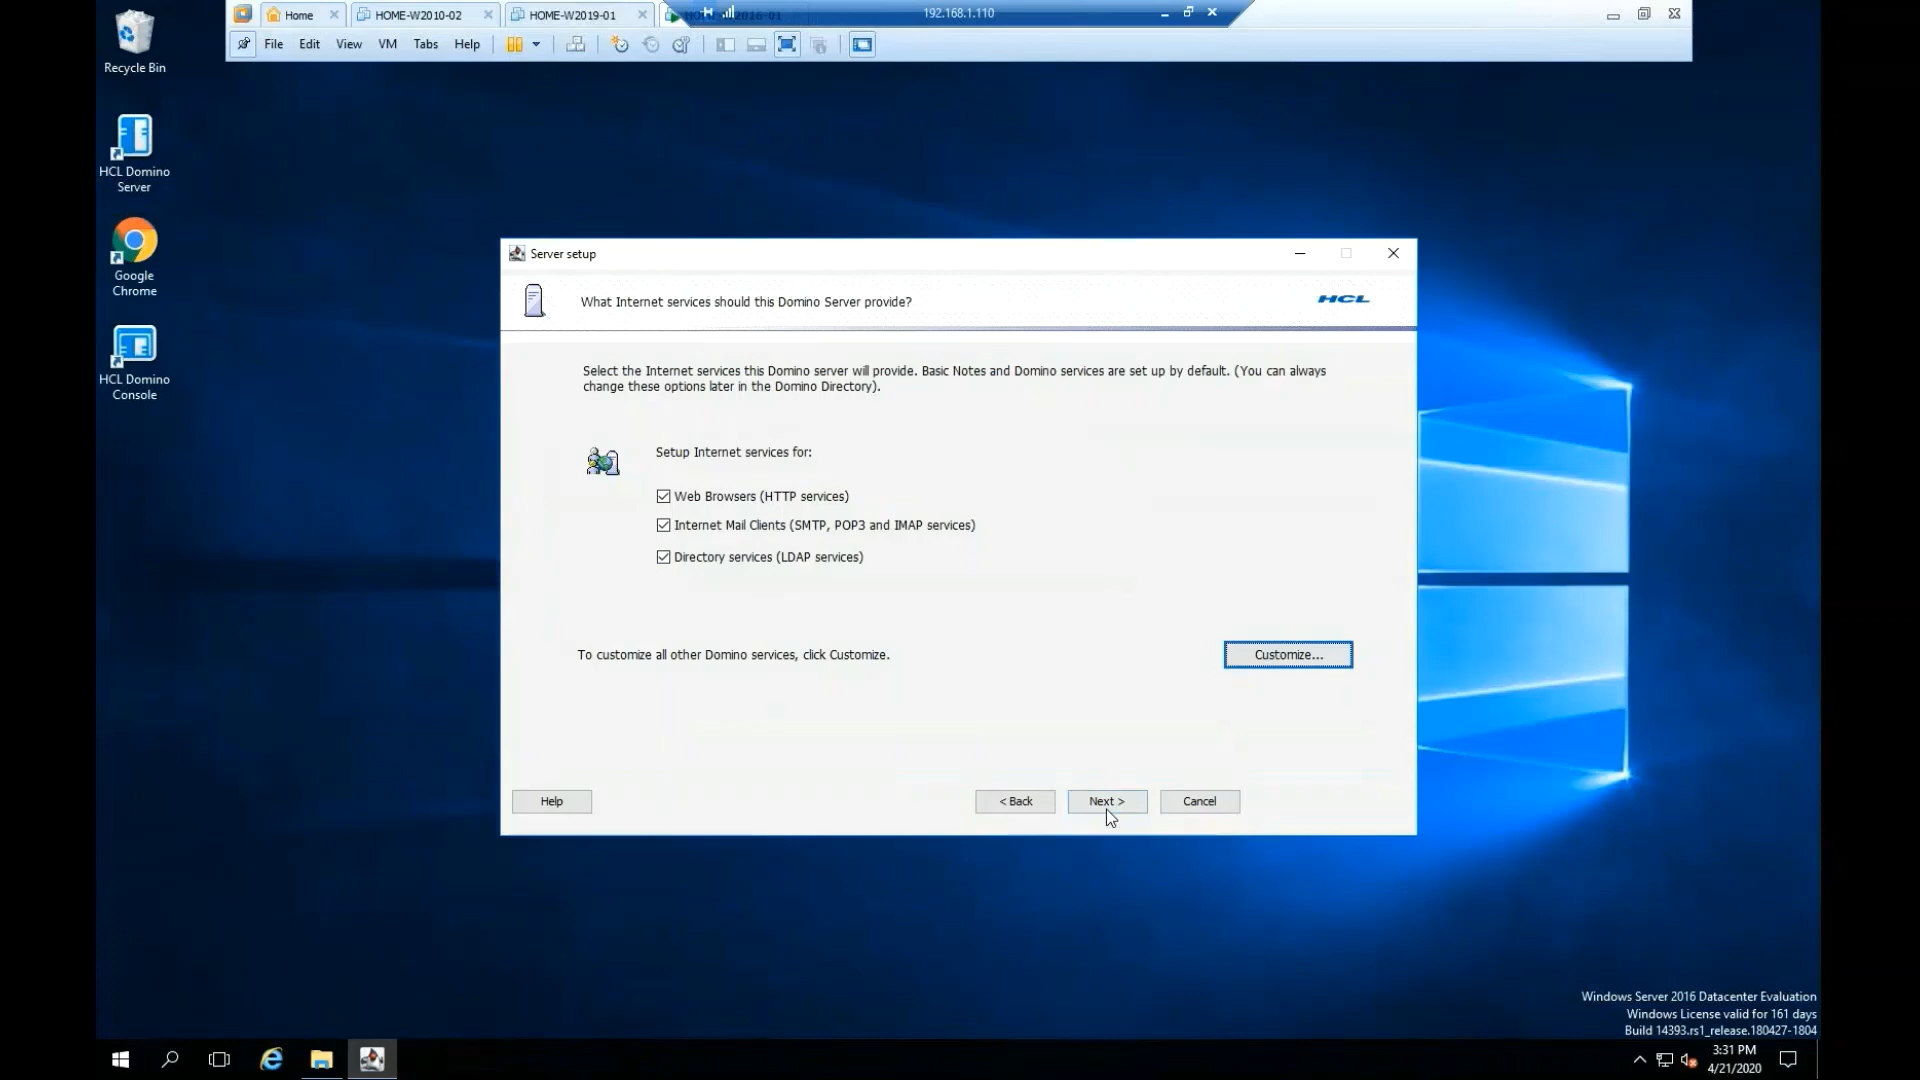 Home
HOME-W2010-02
HOME-W2019-01
192.168.1.110
File Edit View VM Tabs Help
Recycle Bin
HCL Domino
Server
Google
Chrome
HCL Domino
Console
Server setup
What Internet services should this Domino Server provide?
HCL
Select the Internet services this Domino server will provide. Basic Notes and Domino services are set up by default. (You can always
change these options later in the Domino Directory).
Setup Internet services for:
Web Browsers (HTTP services)
Internet Mail Clients (SMTP, POP3 and IMAP services)
Directory services (LDAP services)
To customize all other Domino services, click Customize.
Customize...
Help
< Back
Next >
Cancel
Windows Server 2016 Datacenter Evaluation
Windows License valid for 161 days
Build 14393.rs1_release.180427-1804
3:31 PM
4/21/2020